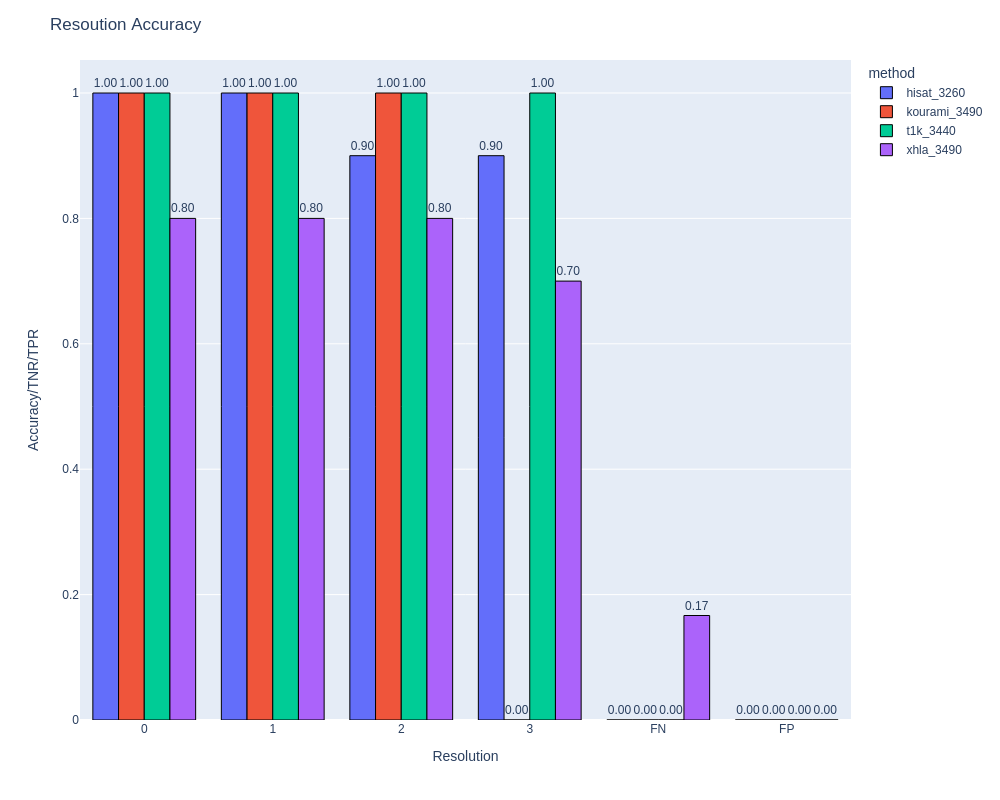 Resoution Accuracy
method
hisat_3260
kourami_3490
t1k_3440
xhla_3490
Accuracy/TNR/TPR
1
0.8
0.6
0.4
0.2
0
1.00 1.00 1.00 0.80
1.00 1.00 1.00 0.80
0.90 1.00 1.00 0.80
0.90 0.00 1.00 0.70
0.00 0.00 0.00 0.17
0.00 0.00 0.00 0.00
0 1 2 3 FN FP
Resolution